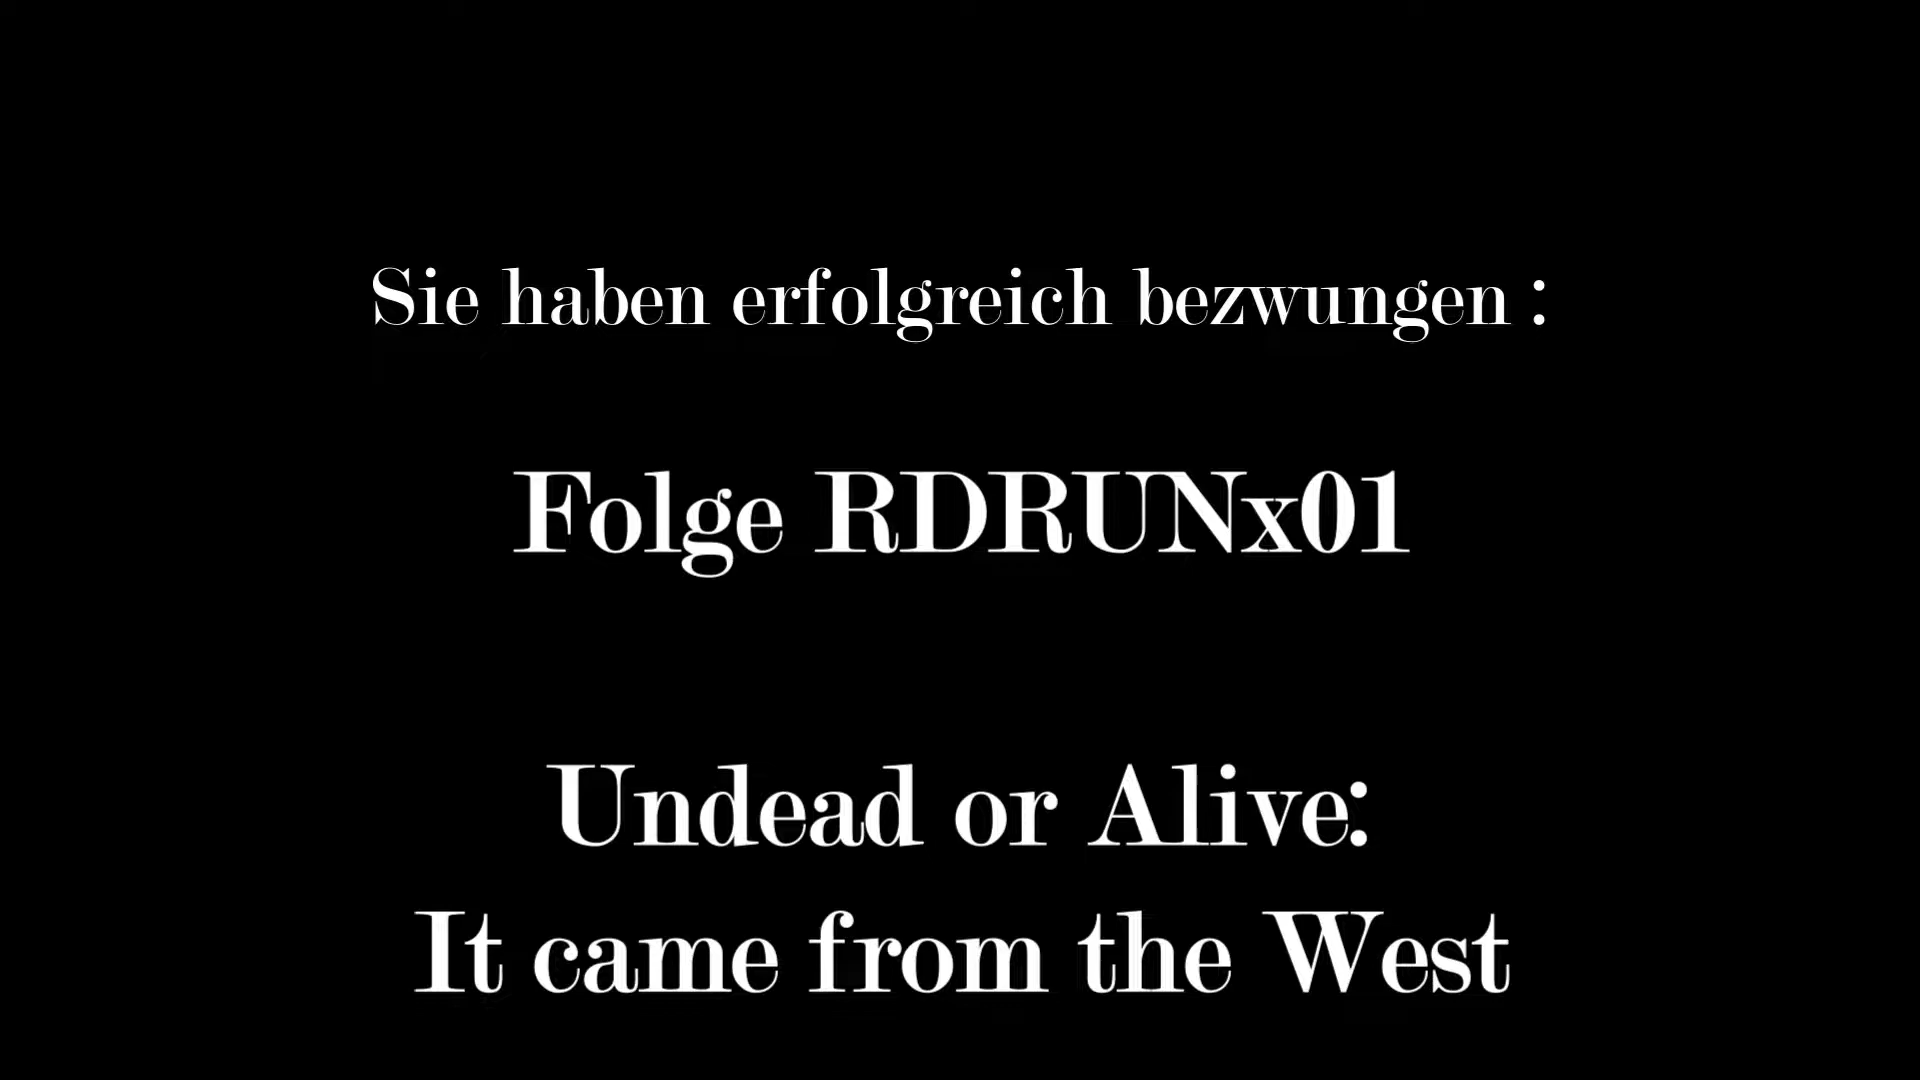 Sie haben erfolgreich bezwungen :
Folge RDRUNx01
Undead or Alive:
It came from the West